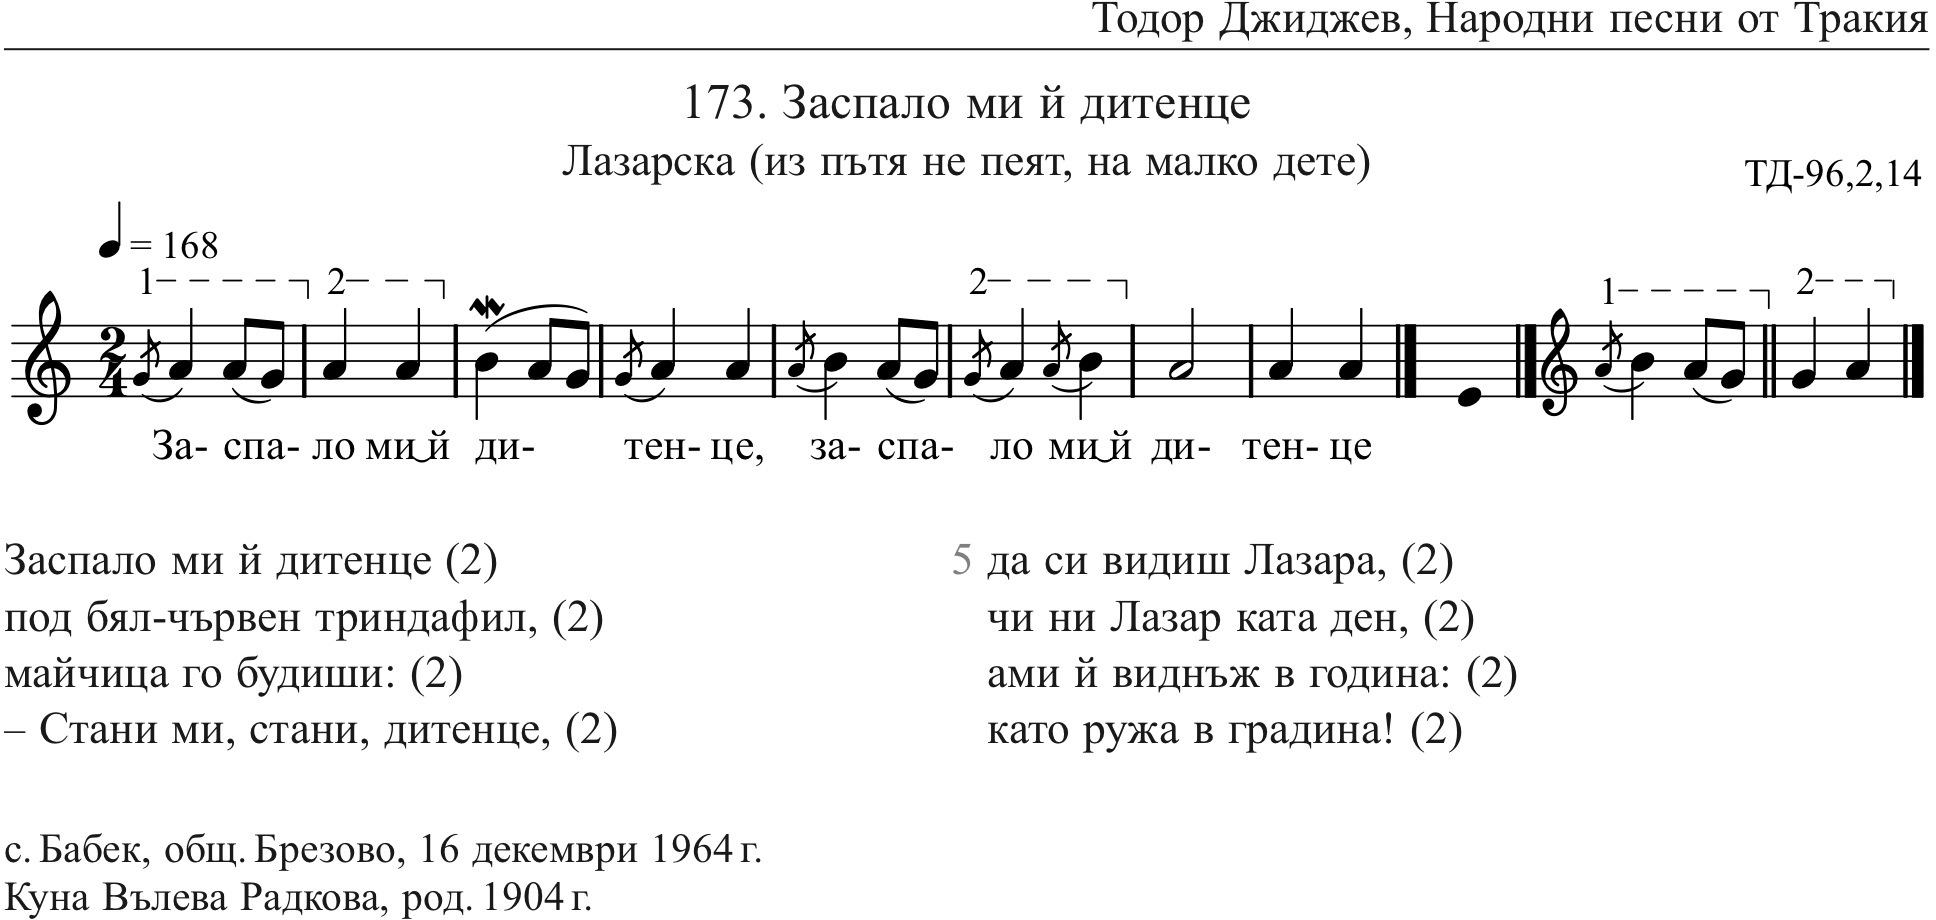 Тодор Джиджев, Народни песни от Тракия
173. Заспало ми й дитенце
Лазарска (из пътя не пеят, на малко дете)
ТД-96,2,14
= 168
1 2 2 1 2
2
4
За- спа- ло ми‿й ди- тен- це, за- спа- ло ми‿й ди- тен- це
Заспало ми й дитенце (2)
под бял-чървен триндафил, (2)
майчица го будиши: (2)
– Стани ми, стани, дитенце, (2)
5 да си видиш Лазара, (2)
чи ни Лазар ката ден, (2)
ами й виднъж в година: (2)
като ружа в градина! (2)
с. Бабек, общ. Брезово, 16 декември 1964 г.
Куна Вълева Радкова, род. 1904 г.